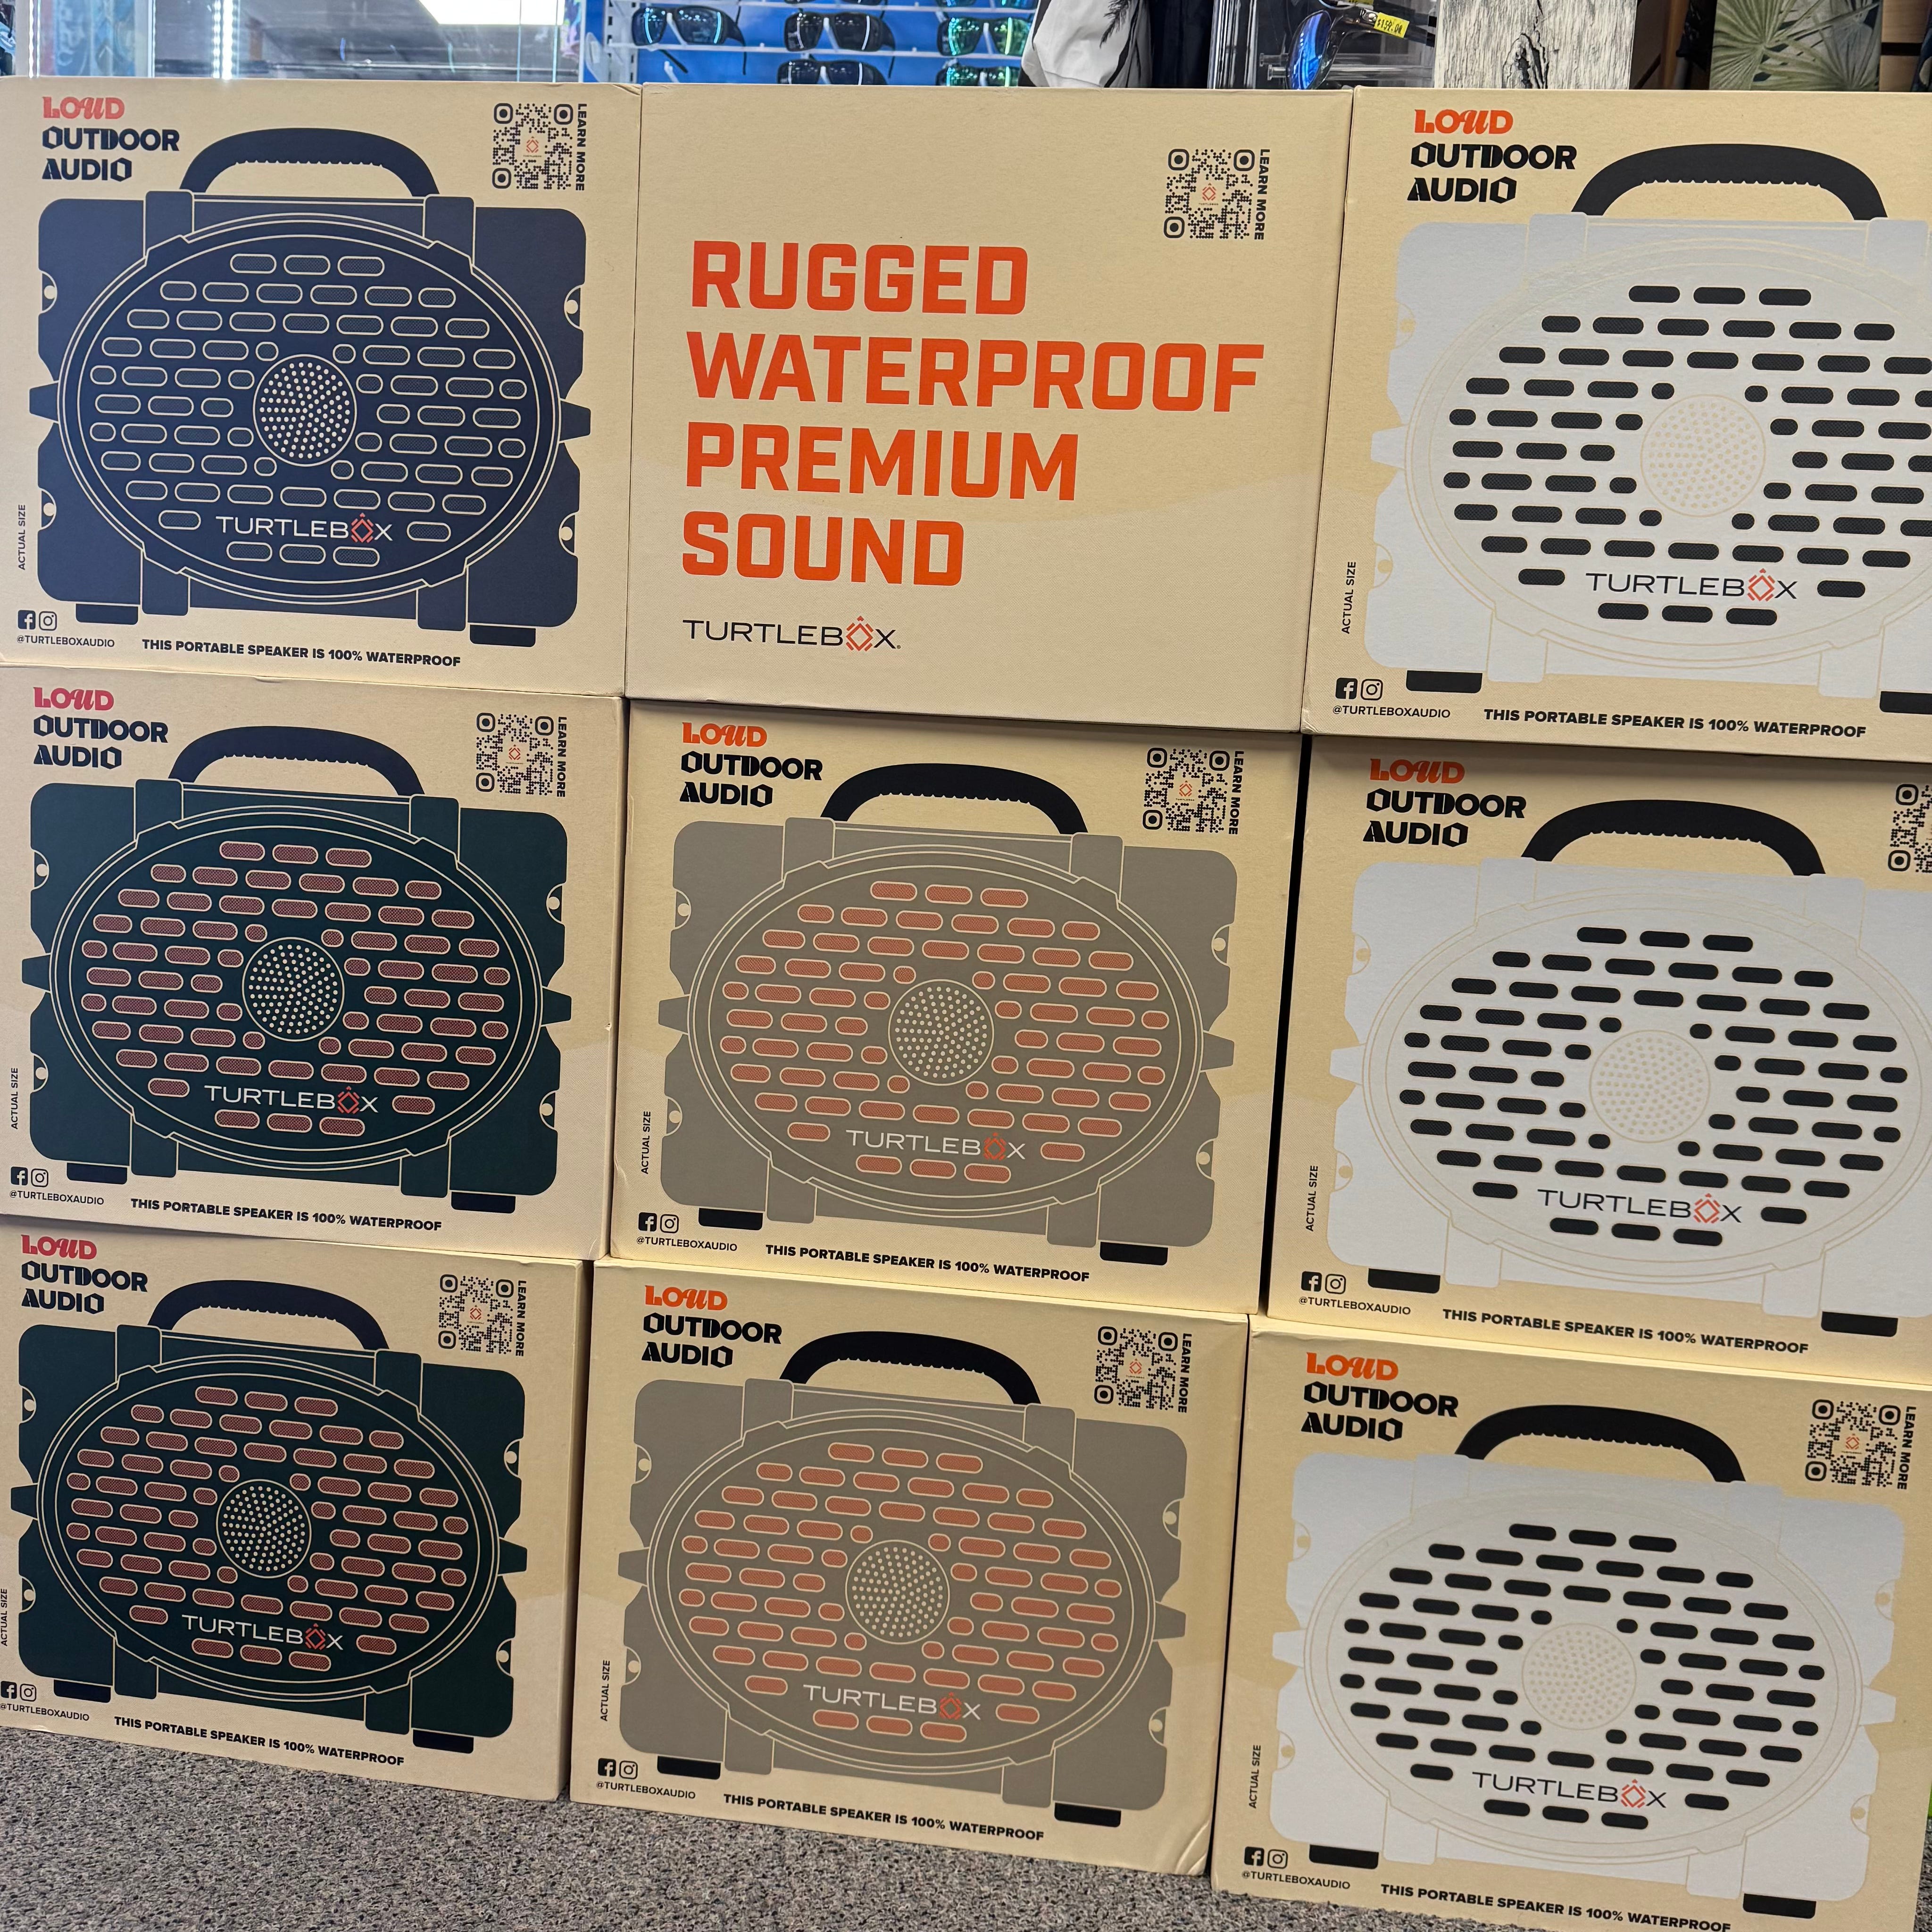 $159.01
LOUD
OUTDOOR
AUDIO
LEARN MORE
TURTLEBOX
ACTUAL SIZE
@TURTLEBOXAUDIO
THIS PORTABLE SPEAKER IS 100% WATERPROOF
LEARN MORE
RUGGED
WATERPROOF
PREMIUM
SOUND
TURTLEBOX.
LOUD
OUTDOOR
AUDIO
TURTLEBOX
ACTUAL SIZE
@TURTLEBOXAUDIO
THIS PORTABLE SPEAKER IS 100% WATERPROOF
LOUD
OUTDOOR
AUDIO
LEARN MORE
TURTLEBOX
ACTUAL SIZE
@TURTLEBOXAUDIO
THIS PORTABLE SPEAKER IS 100% WATERPROOF
LOUD
OUTDOOR
AUDIO
LEARN MORE
TURTLEBOX
ACTUAL SIZE
@TURTLEBOXAUDIO
THIS PORTABLE SPEAKER IS 100% WATERPROOF
LOUD
OUTDOOR
AUDIO
TURTLEBOX
ACTUAL SIZE
@TURTLEBOXAUDIO
THIS PORTABLE SPEAKER IS 100% WATERPROOF
LOUD
OUTDOOR
AUDIO
LEARN MORE
TURTLEBOX
ACTUAL SIZE
@TURTLEBOXAUDIO
THIS PORTABLE SPEAKER IS 100% WATERPROOF
LOUD
OUTDOOR
AUDIO
LEARN MORE
TURTLEBOX
ACTUAL SIZE
@TURTLEBOXAUDIO
THIS PORTABLE SPEAKER IS 100% WATERPROOF
LOUD
OUTDOOR
AUDIO
LEARN MORE
TURTLEBOX
ACTUAL SIZE
@TURTLEBOXAUDIO
THIS PORTABLE SPEAKER IS 100% WATERPROOF